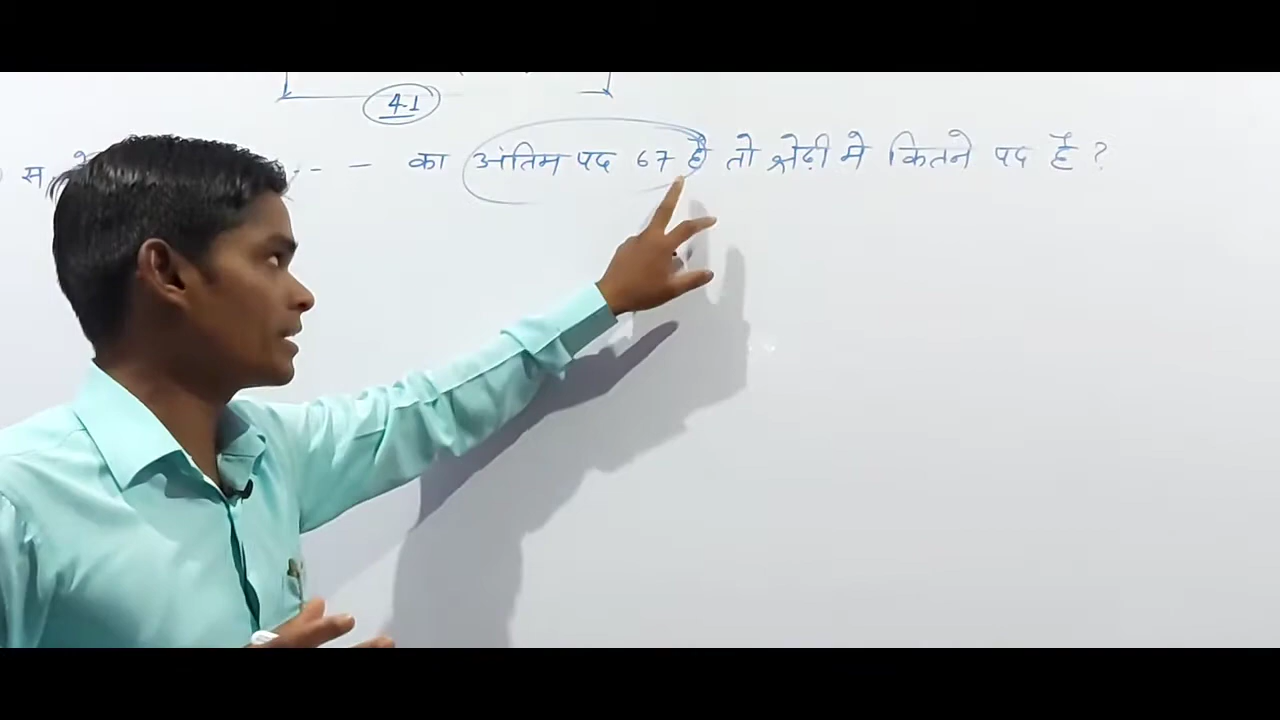 41
स. - - का अंतिम पद 67 है तो श्रेढ़ी मे कितने पद है ?